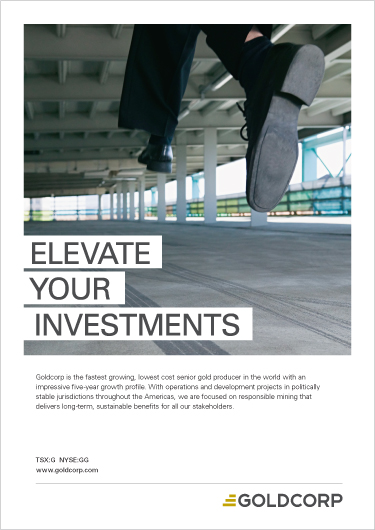 ELEVATE
YOUR
INVESTMENTS
Goldcorp is the fastest growing, lowest cost senior gold producer in the world with an
impressive five-year growth profile. With operations and development projects in politically
stable jurisdictions throughout the Americas, we are focused on responsible mining that
delivers long-term, sustainable benefits for all our stakeholders.
TSX:G NYSE:GG
www.goldcorp.com
GOLDCORP